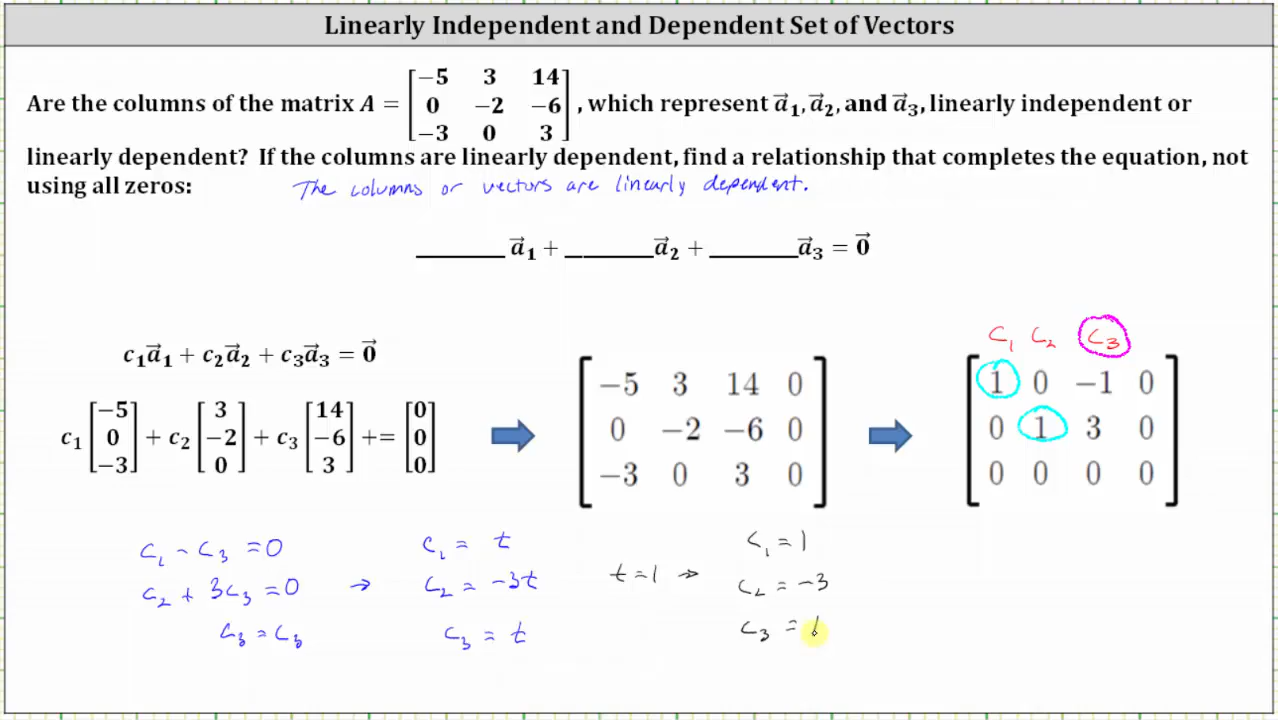 Linearly Independent and Dependent Set of Vectors
Are the columns of the matrix A = [−5 3 14; 0 −2 −6; −3 0 3], which represent a⃗₁, a⃗₂, and a⃗₃, linearly independent or
linearly dependent? If the columns are linearly dependent, find a relationship that completes the equation, not
using all zeros: The columns or vectors are linearly dependent.
_______ a⃗₁ + _______ a⃗₂ + _______ a⃗₃ = 0⃗
c₁a⃗₁ + c₂a⃗₂ + c₃a⃗₃ = 0⃗
c₁ [−5; 0; −3] + c₂ [3; −2; 0] + c₃ [14; −6; 3] += [0; 0; 0]
−5 3 14 0
0 −2 −6 0
−3 0 3 0
c₁ c₂ c₃
1 0 −1 0
0 1 3 0
0 0 0 0
c₁ − c₃ = 0
c₂ + 3c₃ = 0 →
c₃ = c₃
c₁ = t
c₂ = −3t
c₃ = t
t = 1 →
c₁ = 1
c₂ = −3
c₃ = 1